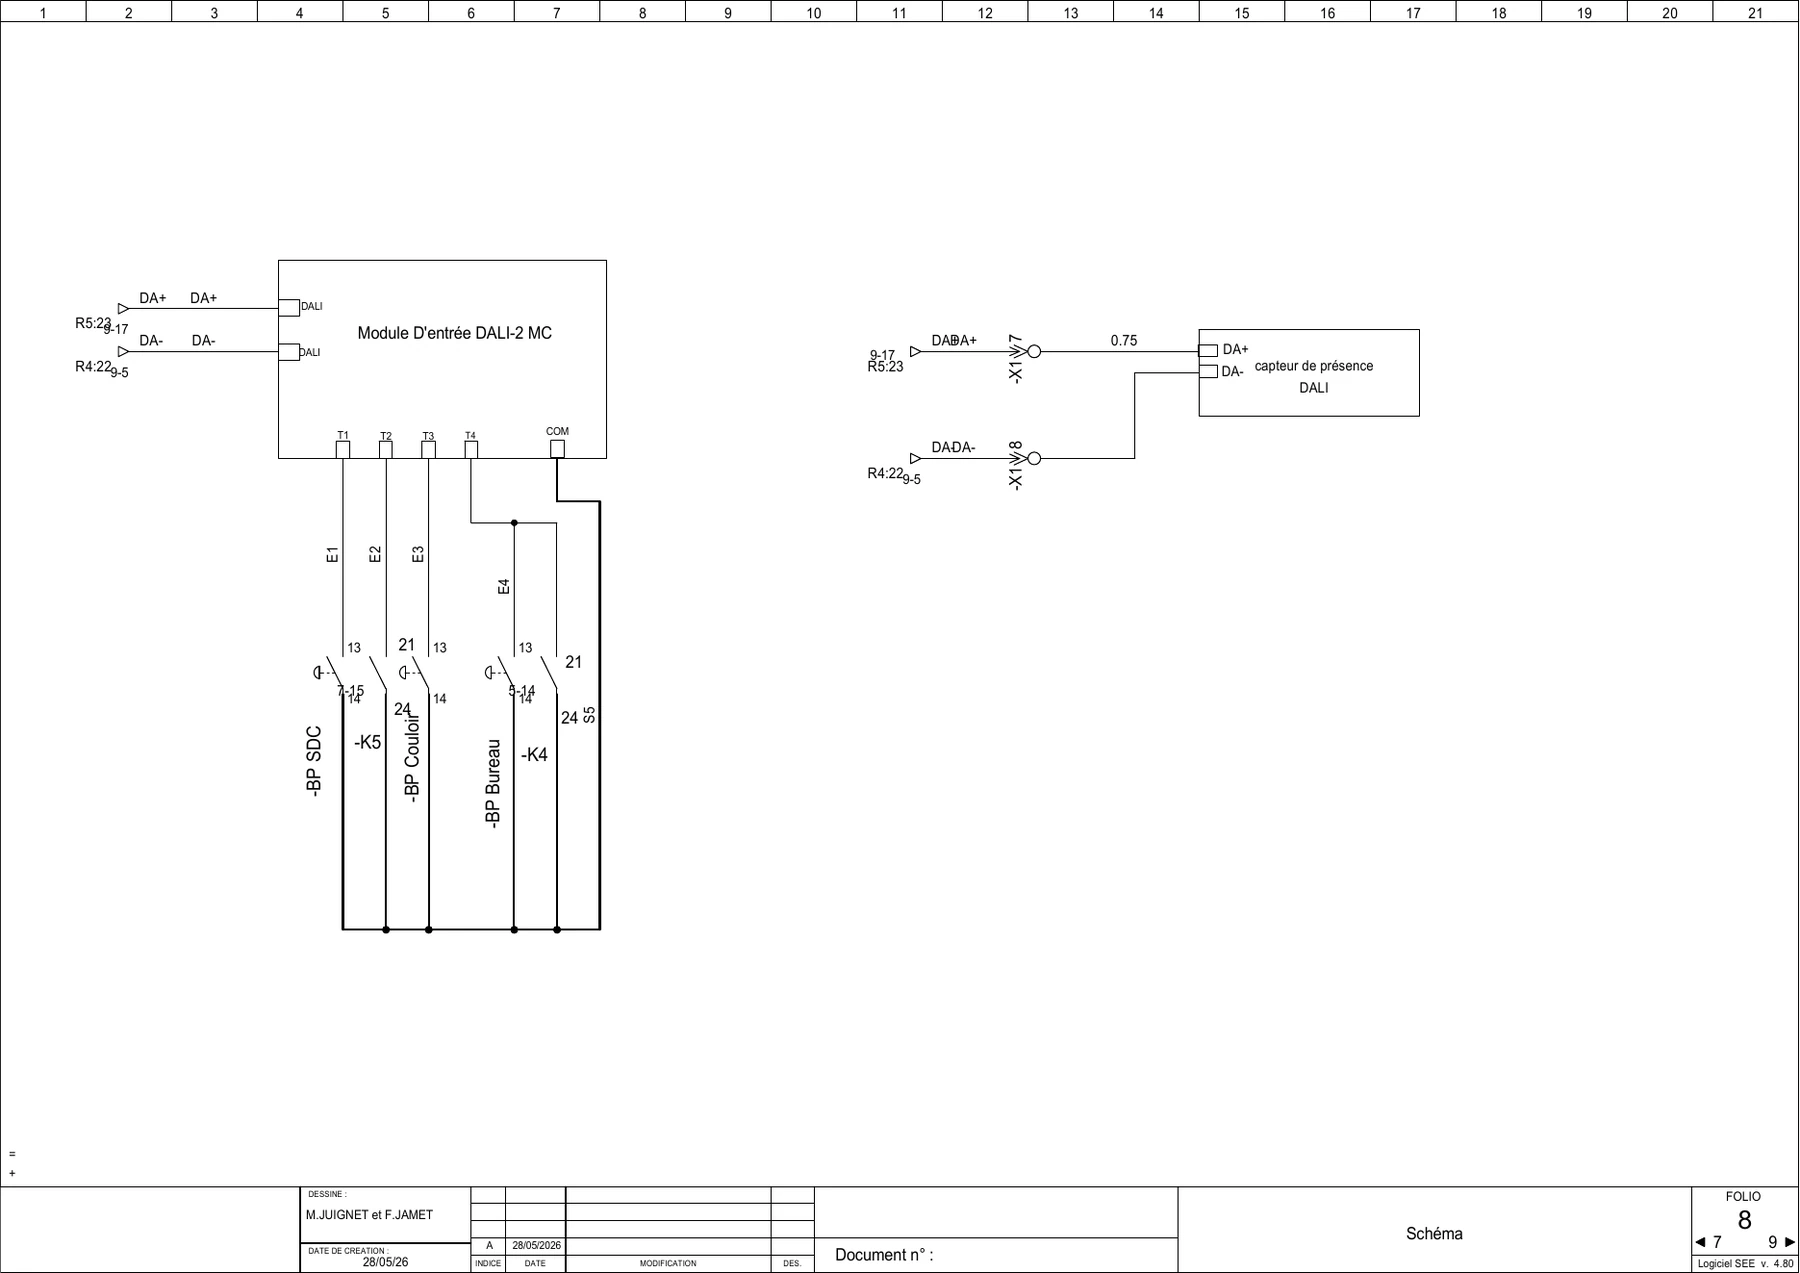 1 2 3 4 5 6 7 8 9 10 11 12 13 14 15 16 17 18 19 20 21
DA+ DA+
R5:23
9-17
DA- DA-
R4:22
9-5
DALI
DALI
Module D'entrée DALI-2 MC
T1 T2 T3 T4 COM
E1 E2 E3
E4
13
21
13
13
21
7-15
14
14
5-14
14
24
24
S5
-BP SDC
-K5
-BP Couloir
-BP Bureau
-K4
DA+ DA+
9-17
R5:23
-X1 7
0.75
DA+
DA-
capteur de présence
DALI
DA- DA-
R4:22
9-5
-X1 8
=
+
DESSINE :
M.JUIGNET et F.JAMET
DATE DE CREATION :
28/05/26
A 28/05/2026
INDICE DATE MODIFICATION DES.
Document n° :
Schéma
FOLIO
8
◄ 7 9 ►
Logiciel SEE v. 4.80